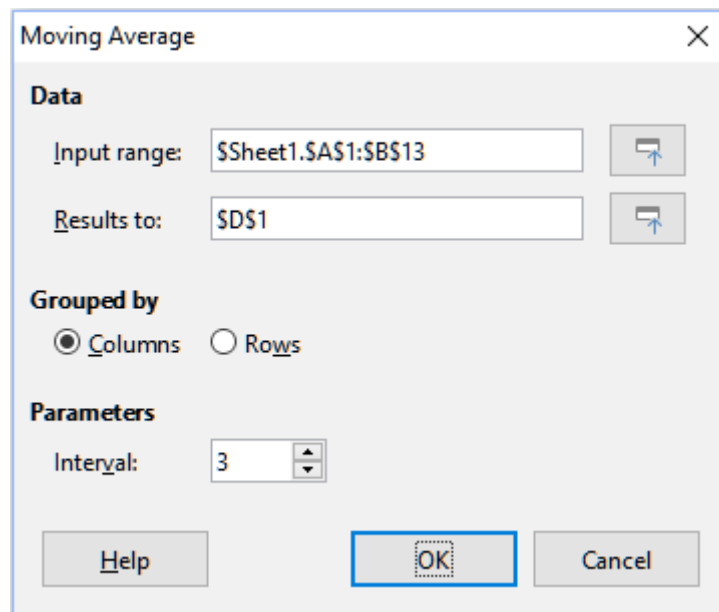 Moving Average
Data
Input range: $Sheet1.$A$1:$B$13
Results to: $D$1
Grouped by
Columns Rows
Parameters
Interval: 3
Help OK Cancel